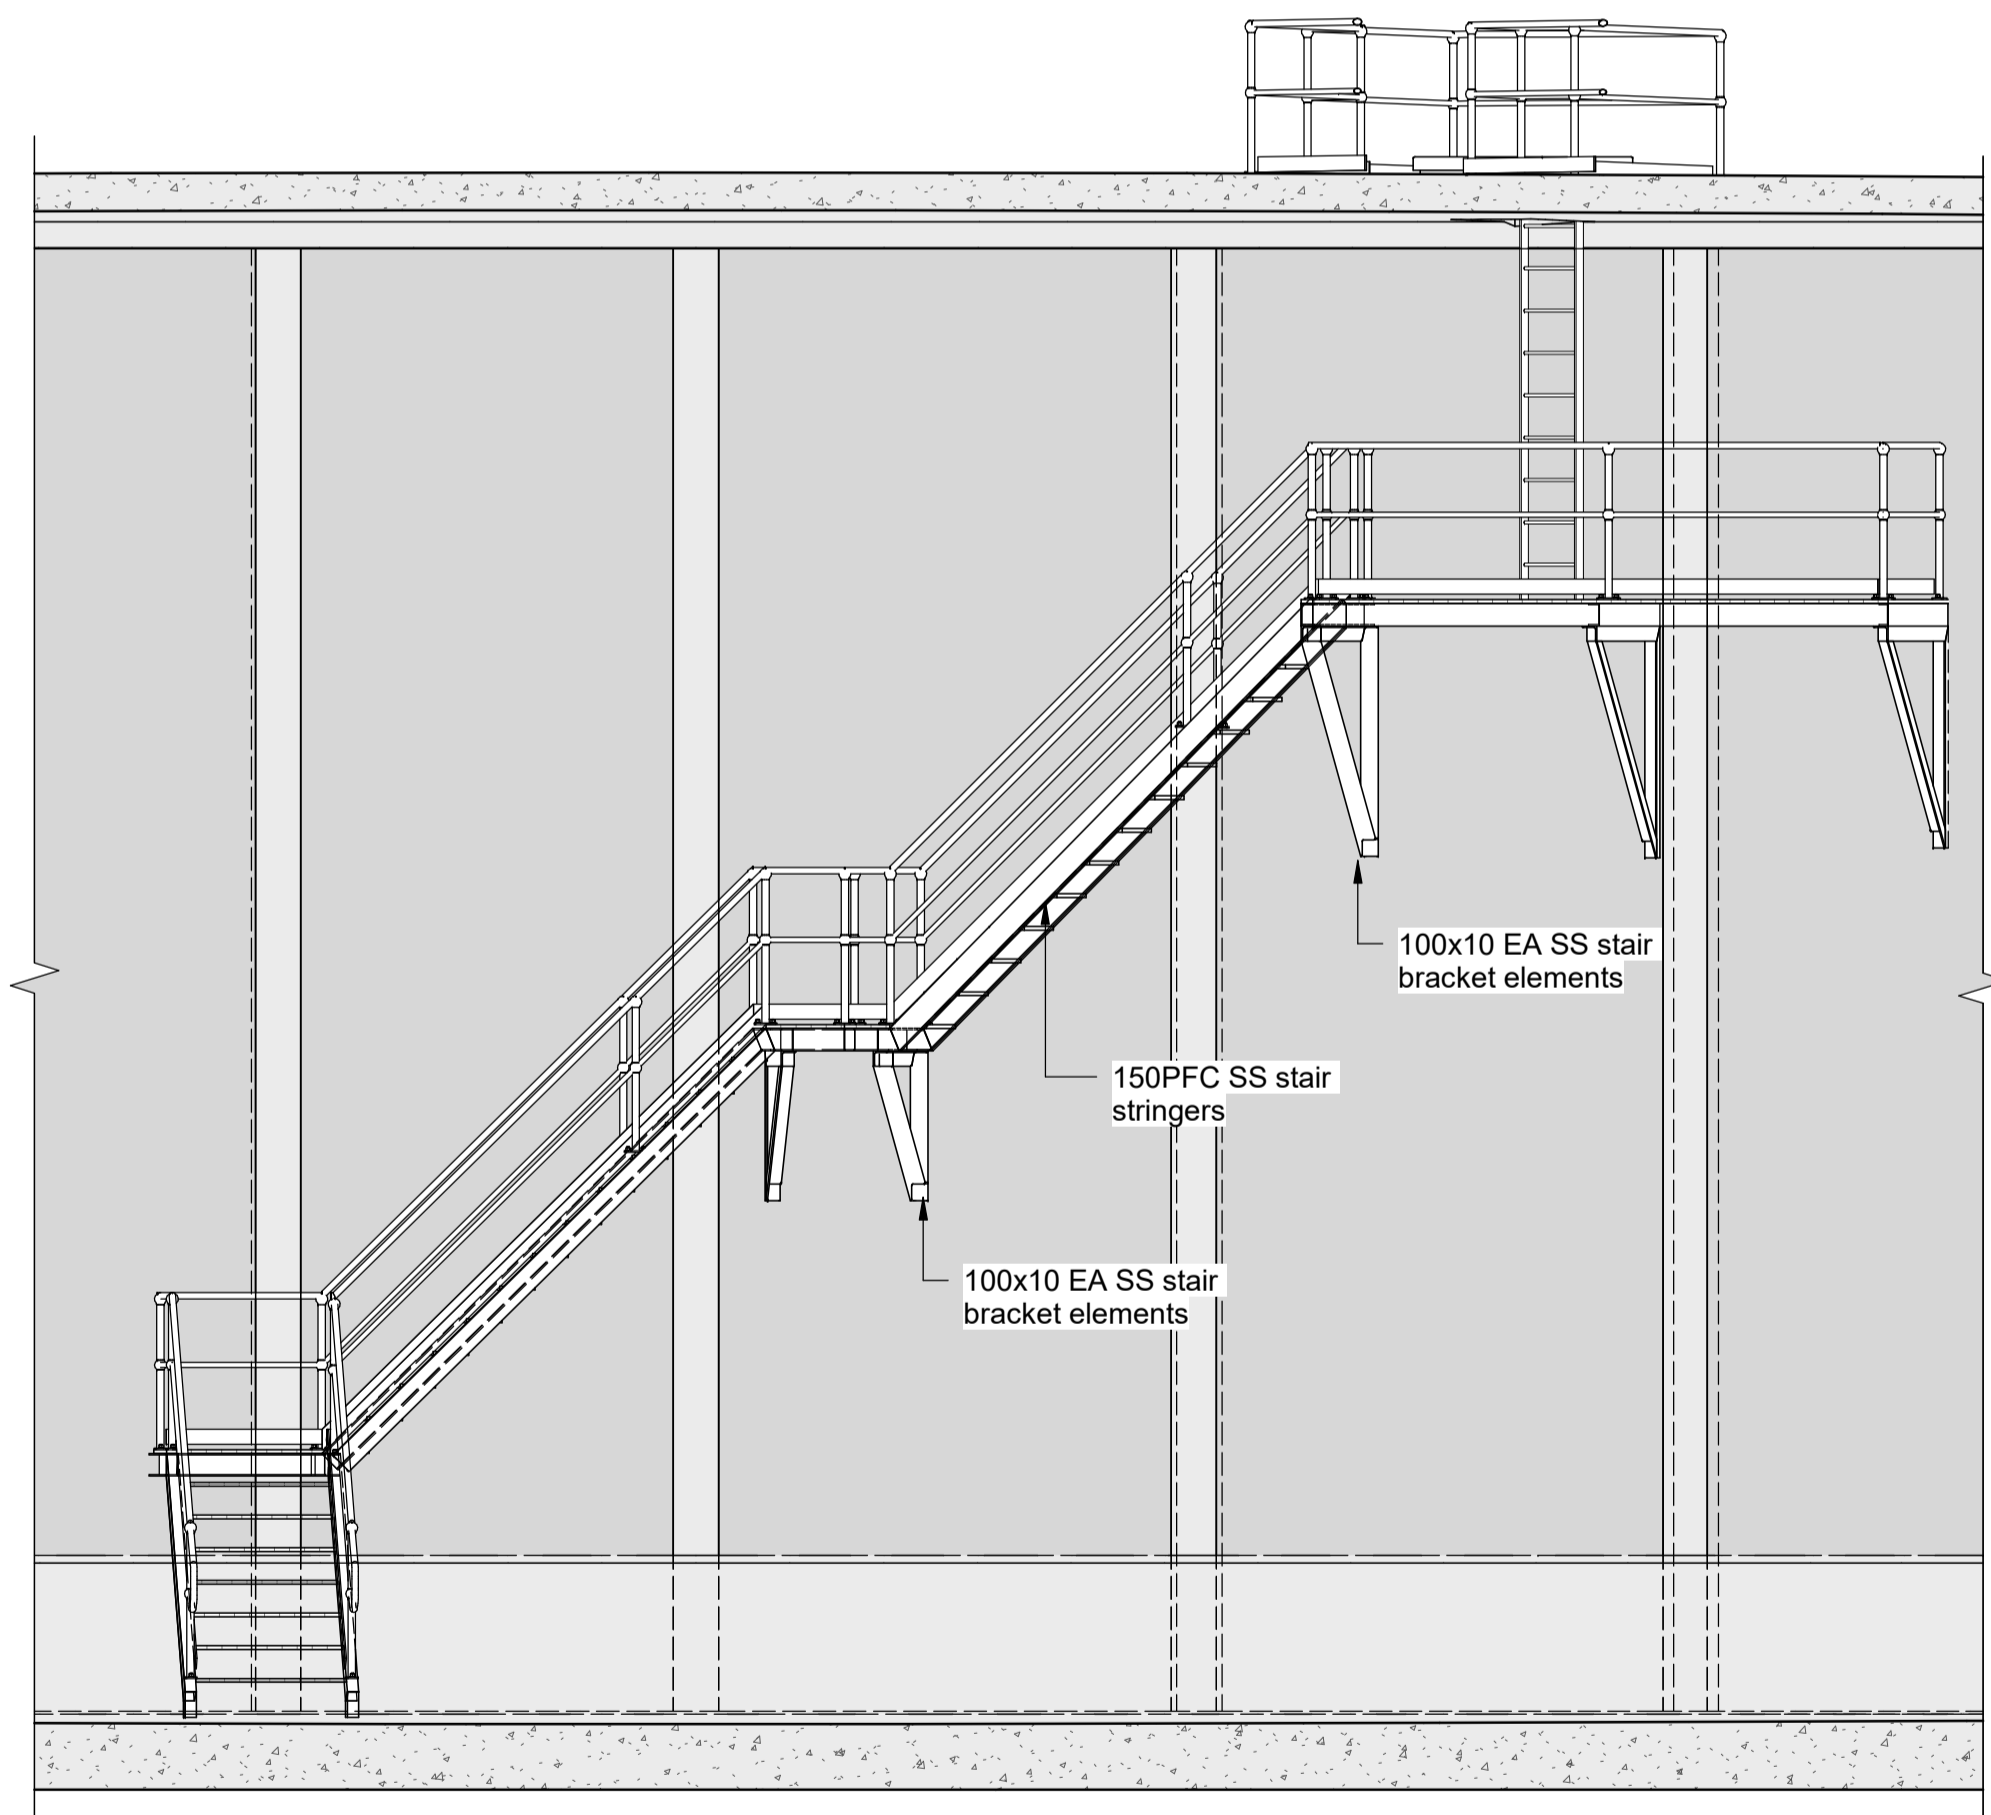 100x10 EA SS stair
bracket elements
150PFC SS stair
stringers
100x10 EA SS stair
bracket elements